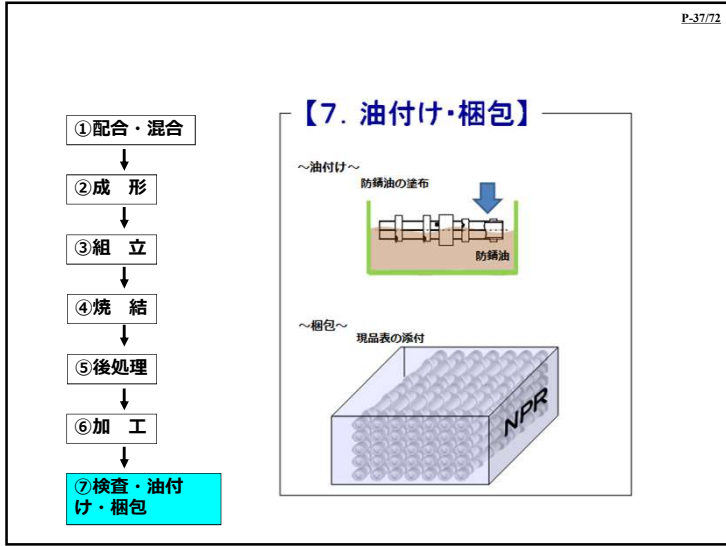 P-37/72
①配合・混合
②成　形
③組　立
④焼　結
⑤後処理
⑥加　工
⑦検査・油付
け・梱包
【7. 油付け・梱包】
～油付け～
防錆油の塗布
防錆油
～梱包～
現品表の添付
NPR